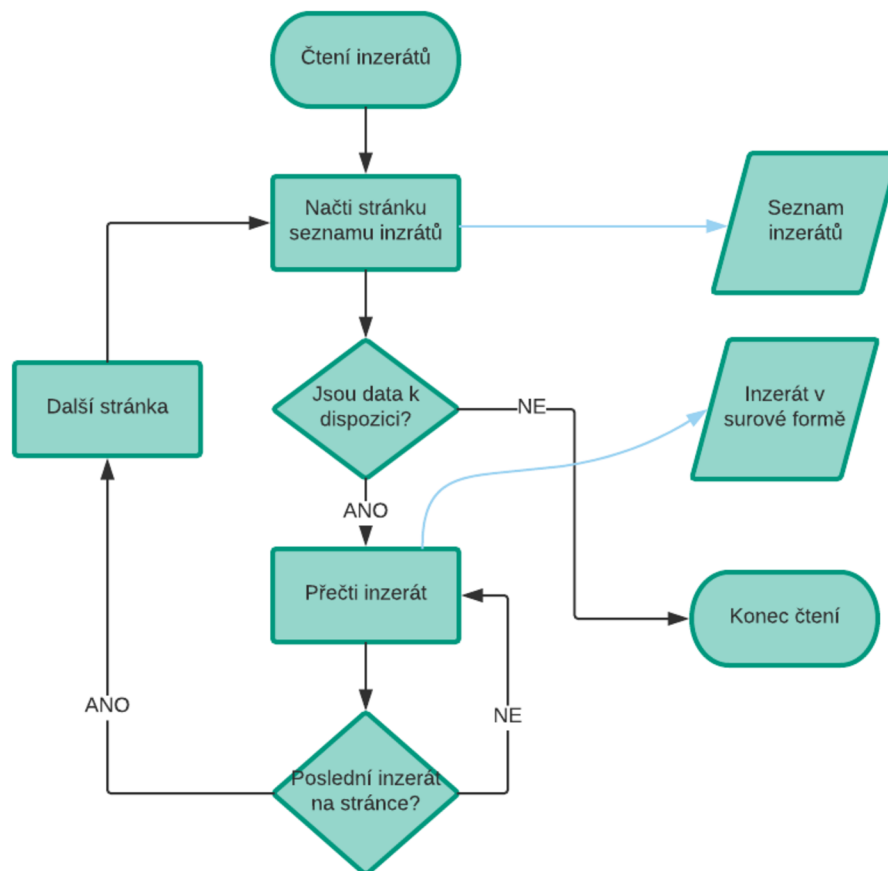 Čtení inzerátů
Načti stránku
seznamu inzrátů
Seznam
inzerátů
Další stránka
Jsou data k
dispozici?
NE
Inzerát v
surové formě
ANO
Přečti inzerát
Konec čtení
ANO
NE
Poslední inzerát
na stránce?